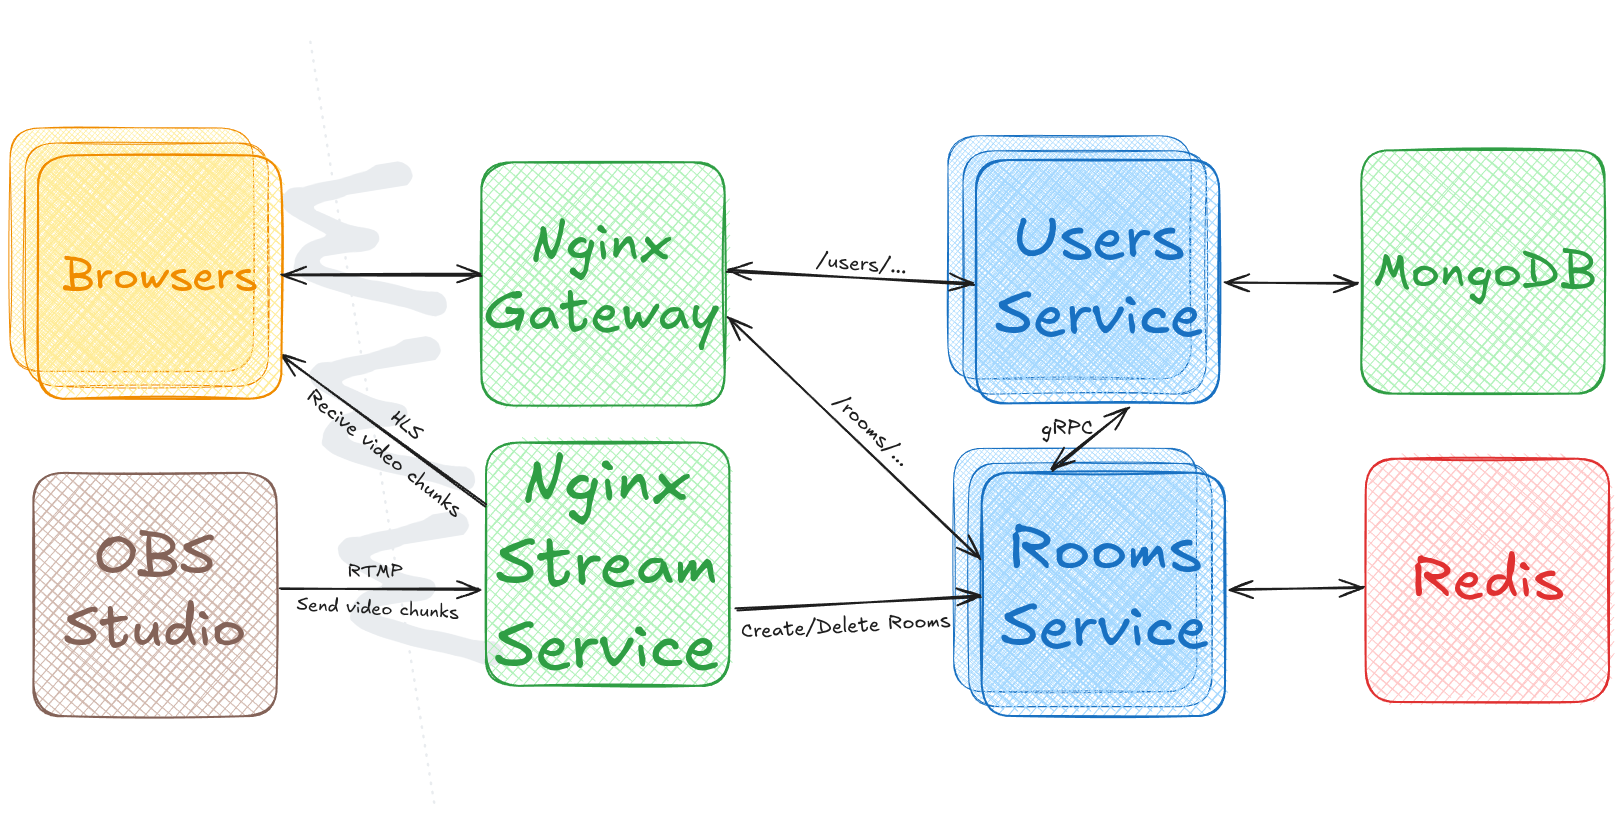 WWW
Browsers
Nginx
Gateway
/users/...
Users
Service
MongoDB
HLS
Recive video chunks
/rooms/...
gRPC
OBS
Studio
RTMP
Send video chunks
Nginx
Stream
Service
Create/Delete Rooms
Rooms
Service
Redis